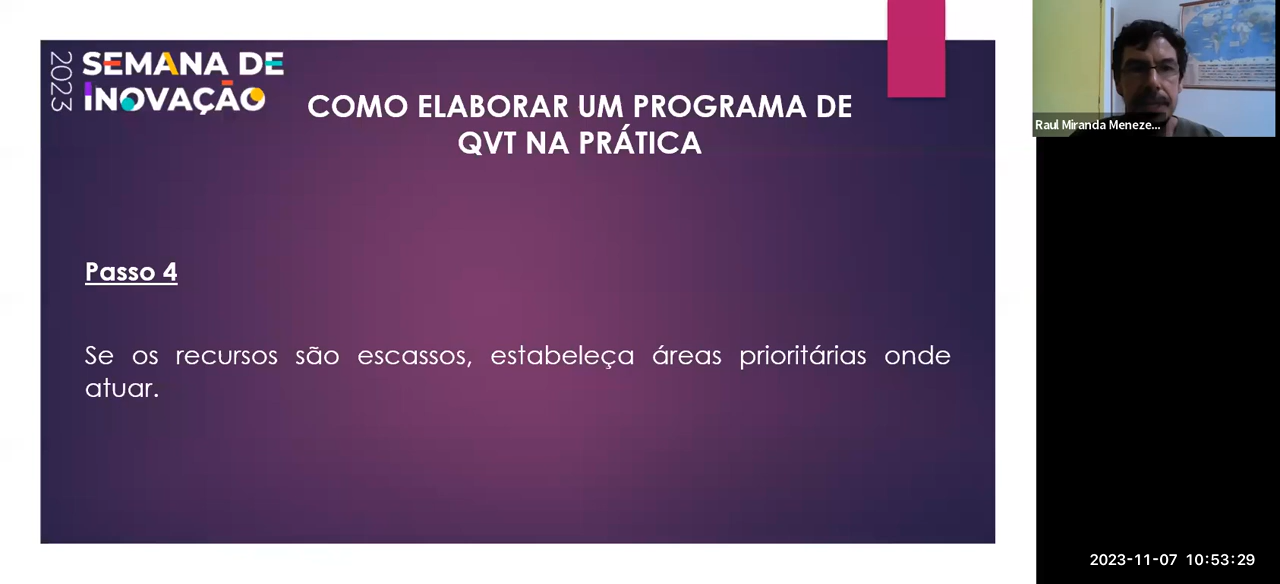 2023
SEMANA DE
INOVAÇÃO
COMO ELABORAR UM PROGRAMA DE
QVT NA PRÁTICA
Passo 4
Se os recursos são escassos, estabeleça áreas prioritárias onde
atuar.
Raul Miranda Meneze...
2023-11-07 10:53:29